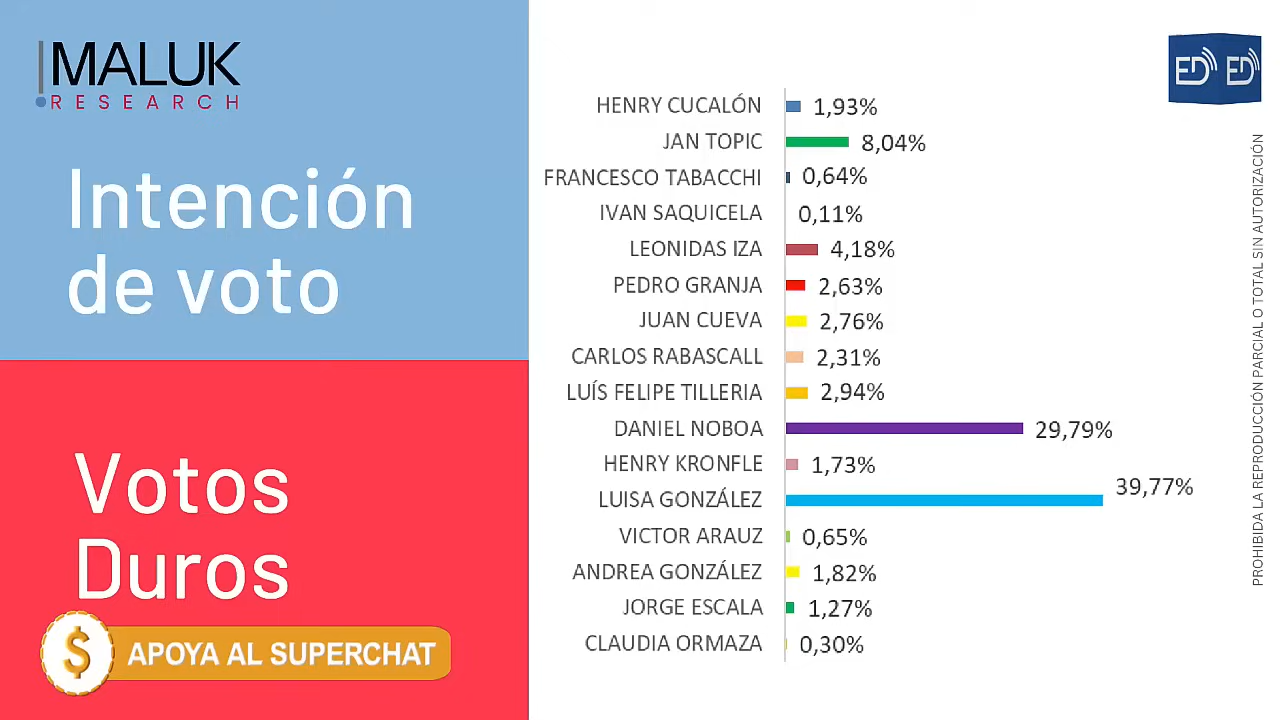 MALUK
RESEARCH
Intención
de voto
Votos
Duros
APOYA AL SUPERCHAT
HENRY CUCALÓN 1,93%
JAN TOPIC 8,04%
FRANCESCO TABACCHI 0,64%
IVAN SAQUICELA 0,11%
LEONIDAS IZA 4,18%
PEDRO GRANJA 2,63%
JUAN CUEVA 2,76%
CARLOS RABASCALL 2,31%
LUÍS FELIPE TILLERIA 2,94%
DANIEL NOBOA 29,79%
HENRY KRONFLE 1,73%
LUISA GONZÁLEZ 39,77%
VICTOR ARAUZ 0,65%
ANDREA GONZÁLEZ 1,82%
JORGE ESCALA 1,27%
CLAUDIA ORMAZA 0,30%
ED ED
PROHIBIDA LA REPRODUCCIÓN PARCIAL O TOTAL SIN AUTORIZACIÓN